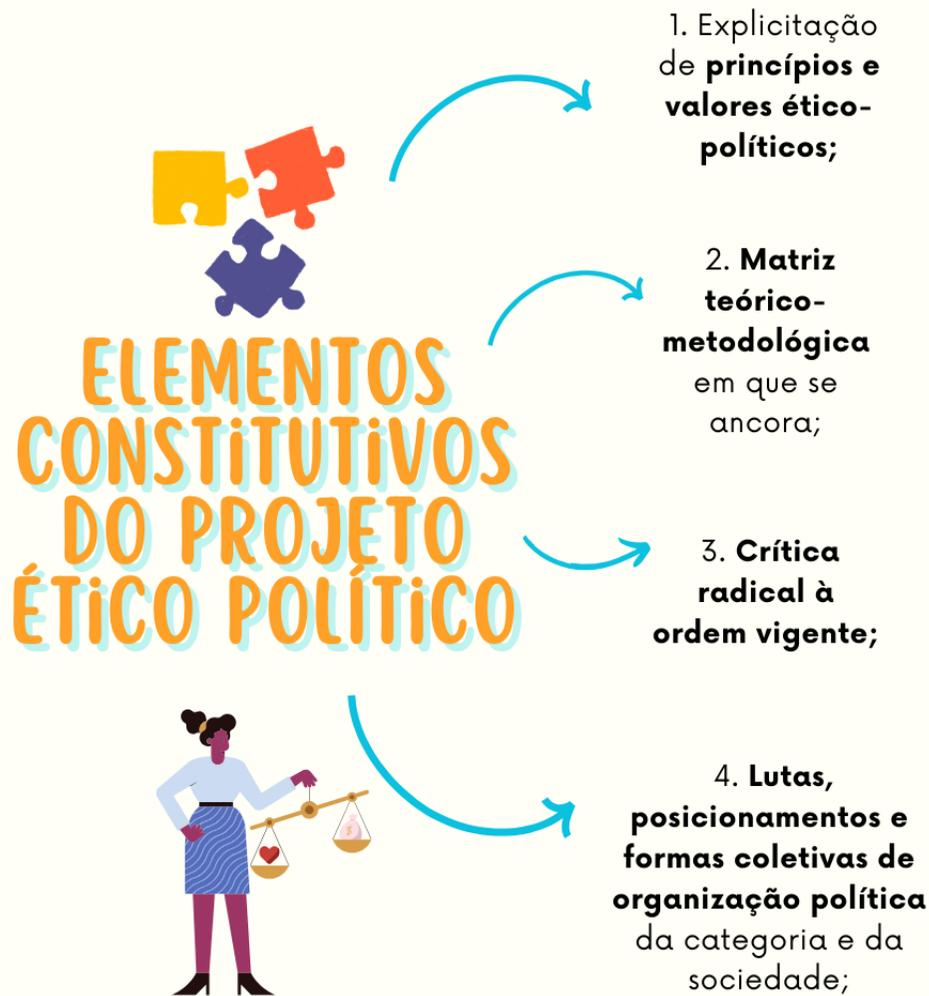 ELEMENTOS
CONSTITUTIVOS
DO PROJETO
ÉTICO POLÍTICO
1. Explicitação
de princípios e
valores ético-
políticos;
2. Matriz
teórico-
metodológica
em que se
ancora;
3. Crítica
radical à
ordem vigente;
4. Lutas,
posicionamentos e
formas coletivas de
organização política
da categoria e da
sociedade;
$